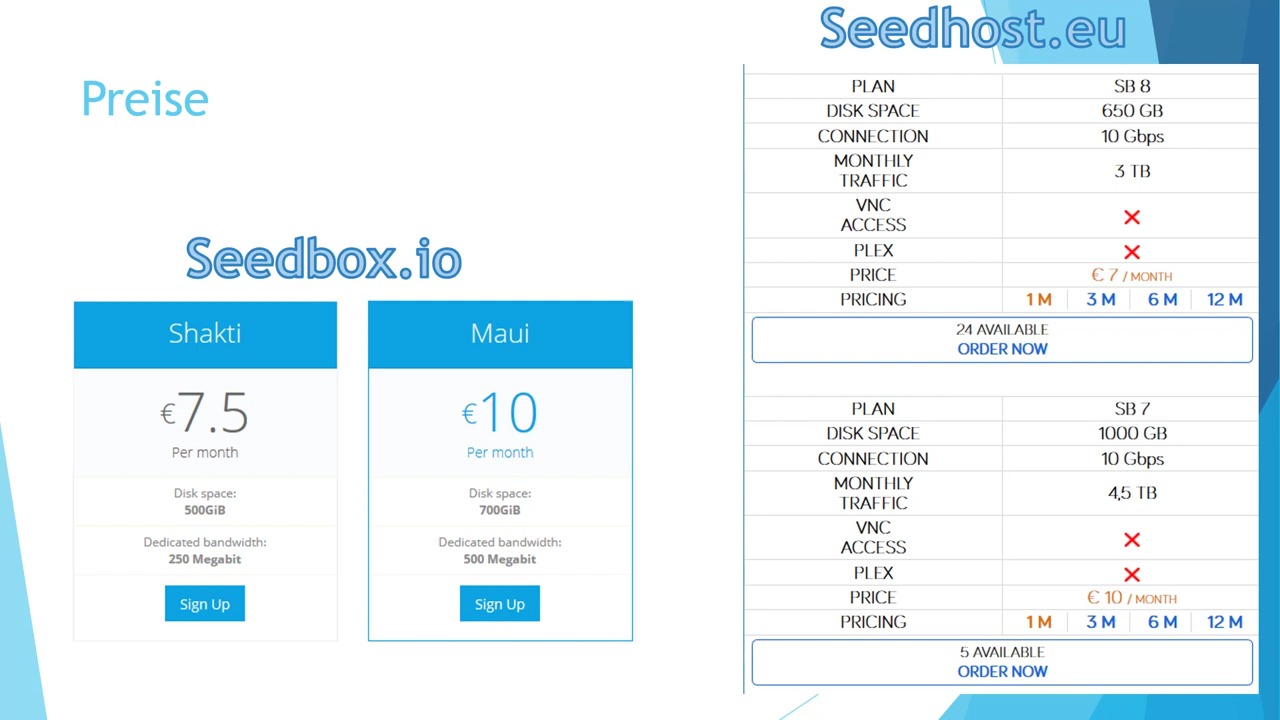 Preise
Seedbox.io
Shakti
€7.5
Per month
Disk space:
500GiB
Dedicated bandwidth:
250 Megabit
Sign Up
Maui
€10
Per month
Disk space:
700GiB
Dedicated bandwidth:
500 Megabit
Sign Up
Seedhost.eu
PLAN SB 8
DISK SPACE 650 GB
CONNECTION 10 Gbps
MONTHLY
TRAFFIC 3 TB
VNC
ACCESS
PLEX
PRICE € 7 / MONTH
PRICING 1 M 3 M 6 M 12 M
24 AVAILABLE
ORDER NOW
PLAN SB 7
DISK SPACE 1000 GB
CONNECTION 10 Gbps
MONTHLY
TRAFFIC 4,5 TB
VNC
ACCESS
PLEX
PRICE € 10 / MONTH
PRICING 1 M 3 M 6 M 12 M
5 AVAILABLE
ORDER NOW